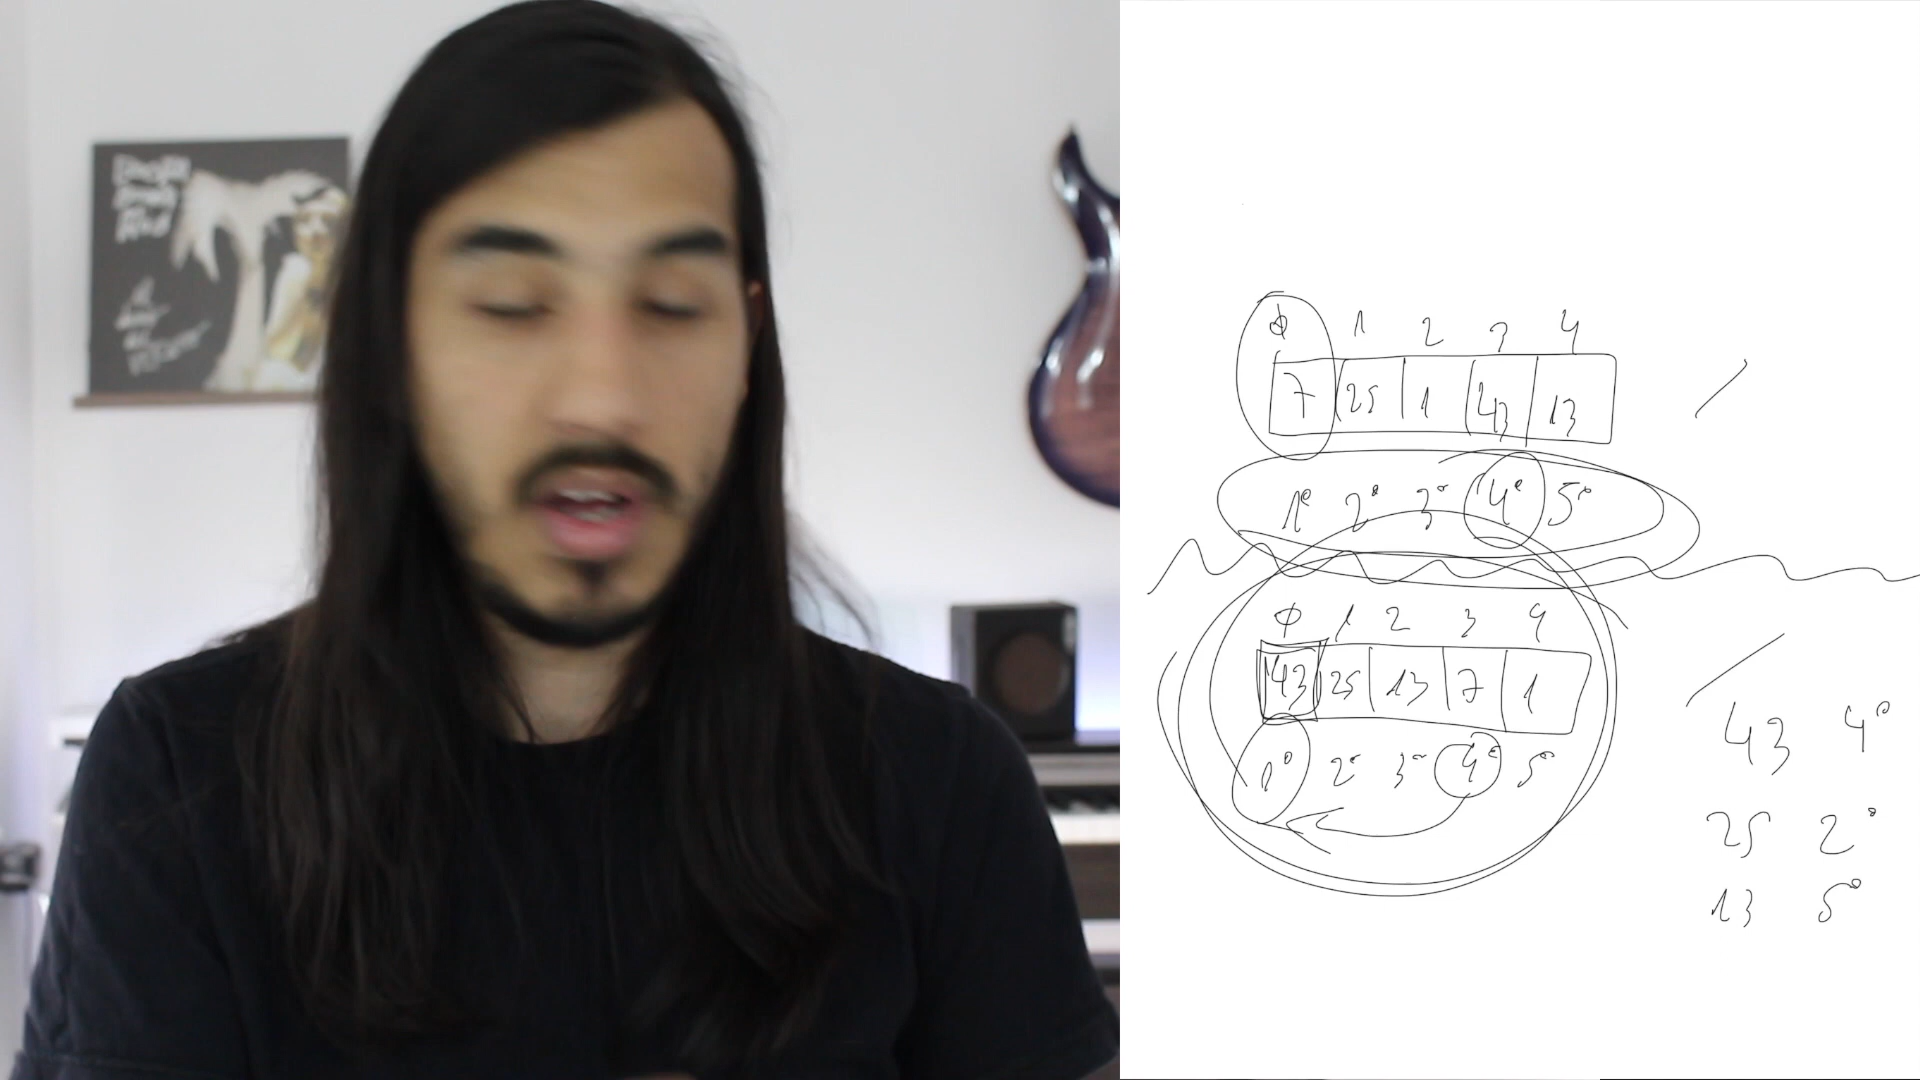 0 1 2 3 4
7 25 1 43 13
1º 2º 3º 4º 5º
0 1 2 3 4
43 25 13 7 1
1º 2º 3º 4º 5º
43 4º
25 2º
13 5º